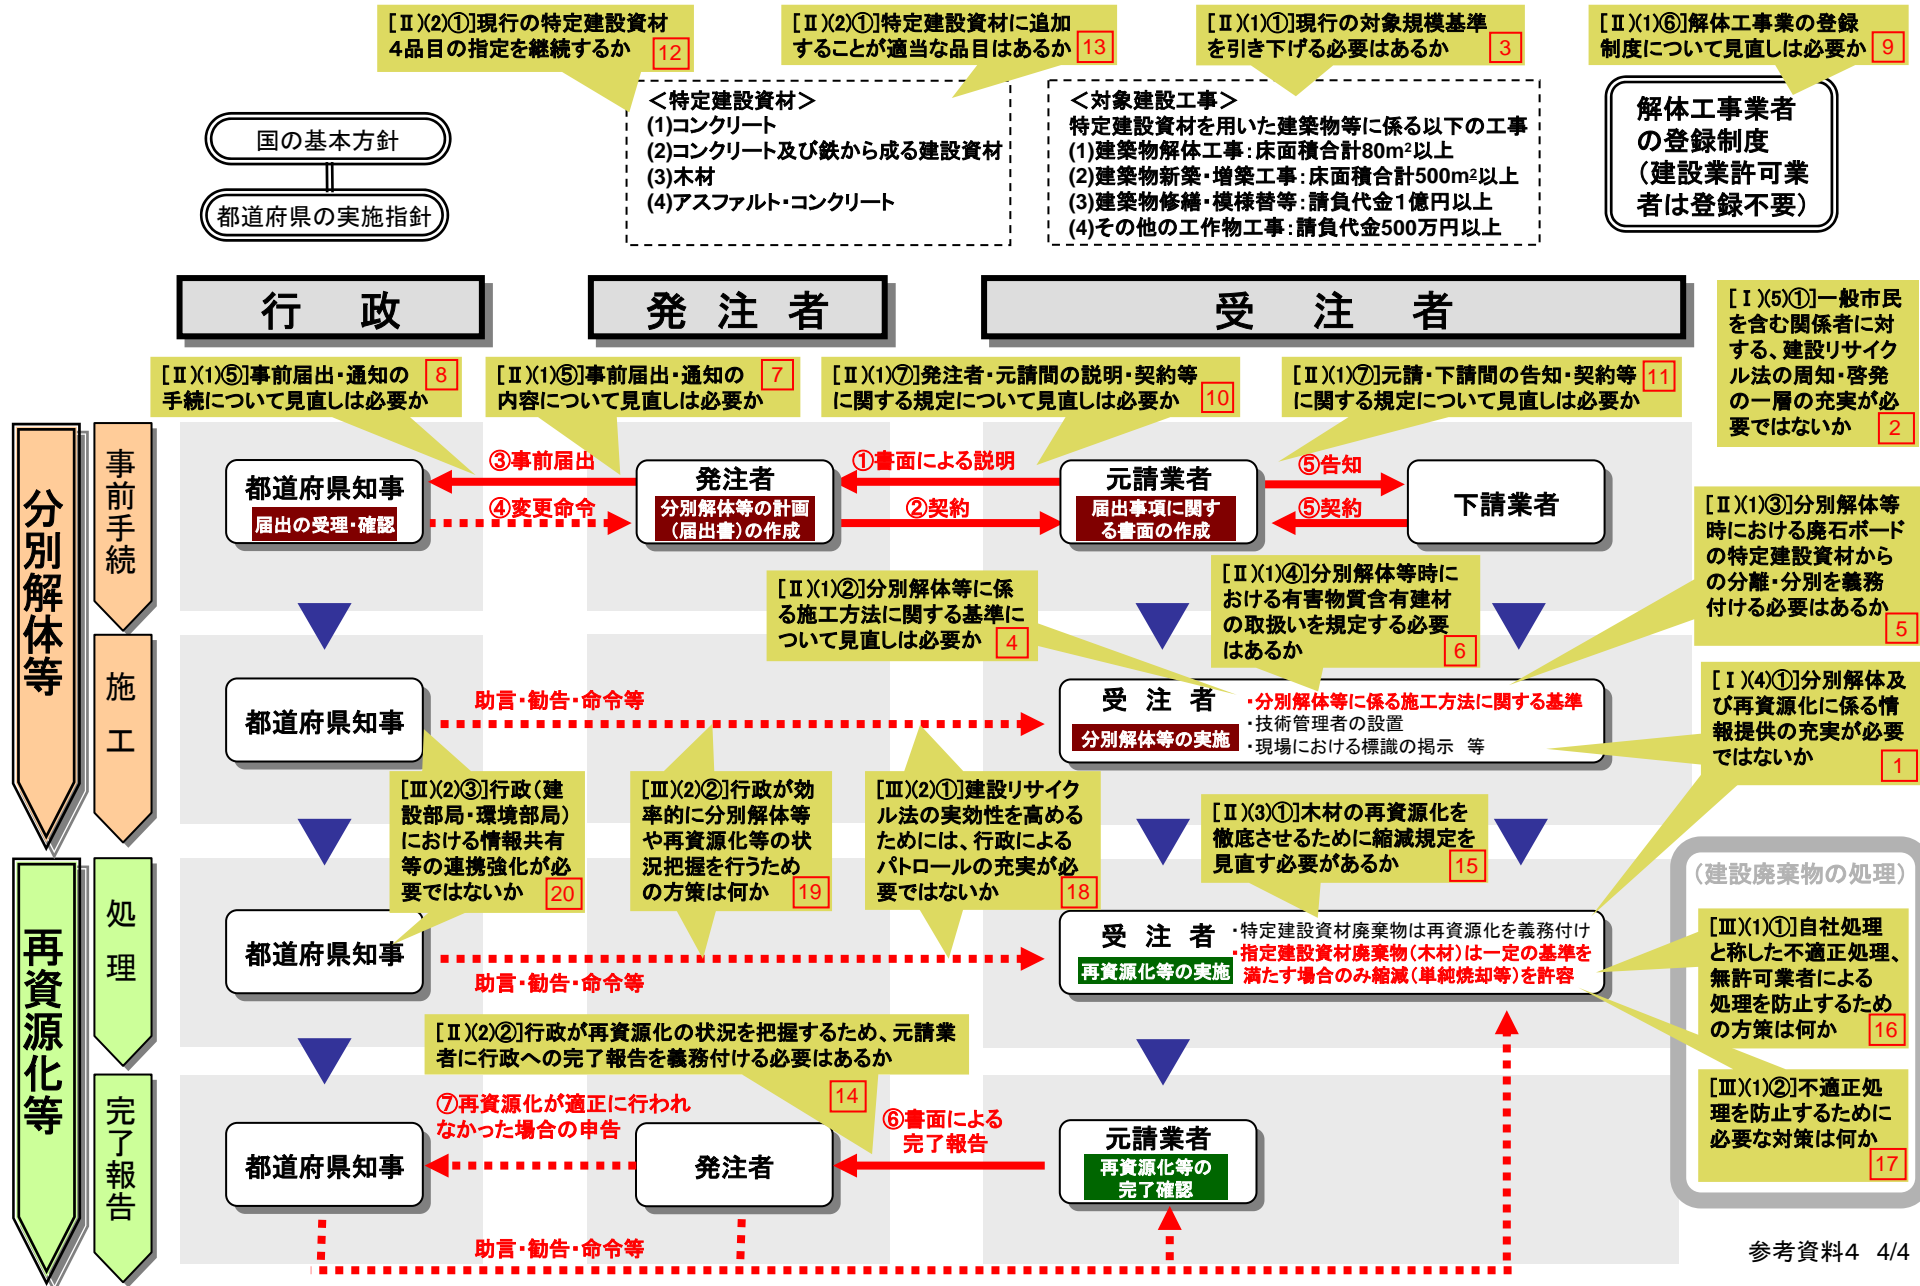 [Ⅱ)(2)①]現行の特定建設資材
4品目の指定を継続するか 12
[Ⅱ)(2)①]特定建設資材に追加
することが適当な品目はあるか 13
[Ⅱ)(1)①]現行の対象規模基準
を引き下げる必要はあるか 3
[Ⅱ)(1)⑥]解体工事業の登録
制度について見直しは必要か 9
国の基本方針
都道府県の実施指針
＜特定建設資材＞
(1)コンクリート
(2)コンクリート及び鉄から成る建設資材
(3)木材
(4)アスファルト・コンクリート
＜対象建設工事＞
特定建設資材を用いた建築物等に係る以下の工事
(1)建築物解体工事：床面積合計80m²以上
(2)建築物新築・増築工事：床面積合計500m²以上
(3)建築物修繕・模様替等：請負代金1億円以上
(4)その他の工作物工事：請負代金500万円以上
解体工事業者
の登録制度
（建設業許可業
者は登録不要）
行 政
発 注 者
受 注 者
[Ⅰ)(5)①]一般市民
を含む関係者に対
する、建設リサイク
ル法の周知・啓発
の一層の充実が必
要ではないか 2
[Ⅱ)(1)⑤]事前届出・通知の 8
手続について見直しは必要か
[Ⅱ)(1)⑤]事前届出・通知の 7
内容について見直しは必要か
[Ⅱ)(1)⑦]発注者・元請間の説明・契約等
に関する規定について見直しは必要か 10
[Ⅱ)(1)⑦]元請・下請間の告知・契約等 11
に関する規定について見直しは必要か
分別解体等
事前手続
都道府県知事
届出の受理・確認
③事前届出
④変更命令
発注者
分別解体等の計画
（届出書）の作成
①書面による説明
②契約
元請業者
届出事項に関す
る書面の作成
⑤告知
⑤契約
下請業者
[Ⅱ)(1)③]分別解体等
時における廃石ボード
の特定建設資材から
の分離・分別を義務
付ける必要はあるか 5
[Ⅱ)(1)②]分別解体等に係
る施工方法に関する基準に
ついて見直しは必要か 4
[Ⅱ)(1)④]分別解体等時に
おける有害物質含有建材
の取扱いを規定する必要
はあるか 6
施工
都道府県知事
助言・勧告・命令等
受 注 者
分別解体等の実施
・分別解体等に係る施工方法に関する基準
・技術管理者の設置
・現場における標識の掲示 等
[Ⅰ)(4)①]分別解体及
び再資源化に係る情
報提供の充実が必要
ではないか 1
[Ⅲ)(2)③]行政（建
設部局・環境部局）
における情報共有
等の連携強化が必
要ではないか 20
[Ⅲ)(2)②]行政が効
率的に分別解体等
や再資源化等の状
況把握を行うため
の方策は何か 19
[Ⅲ)(2)①]建設リサイク
ル法の実効性を高める
ためには、行政による
パトロールの充実が必
要ではないか 18
[Ⅱ)(3)①]木材の再資源化を
徹底させるために縮減規定を
見直す必要があるか 15
再資源化等
処理
都道府県知事
助言・勧告・命令等
受 注 者
再資源化等の実施
・特定建設資材廃棄物は再資源化を義務付け
・指定建設資材廃棄物（木材）は一定の基準を
満たす場合のみ縮減（単純焼却等）を許容
（建設廃棄物の処理）
[Ⅲ)(1)①]自社処理
と称した不適正処理、
無許可業者による
処理を防止するため
の方策は何か 16
[Ⅲ)(1)②]不適正処
理を防止するために
必要な対策は何か
17
[Ⅱ)(2)②]行政が再資源化の状況を把握するため、元請業
者に行政への完了報告を義務付ける必要はあるか
14
完了報告
都道府県知事
⑦再資源化が適正に行われ
なかった場合の申告
発注者
⑥書面による
完了報告
元請業者
再資源化等の
完了確認
助言・勧告・命令等
参考資料4 4/4